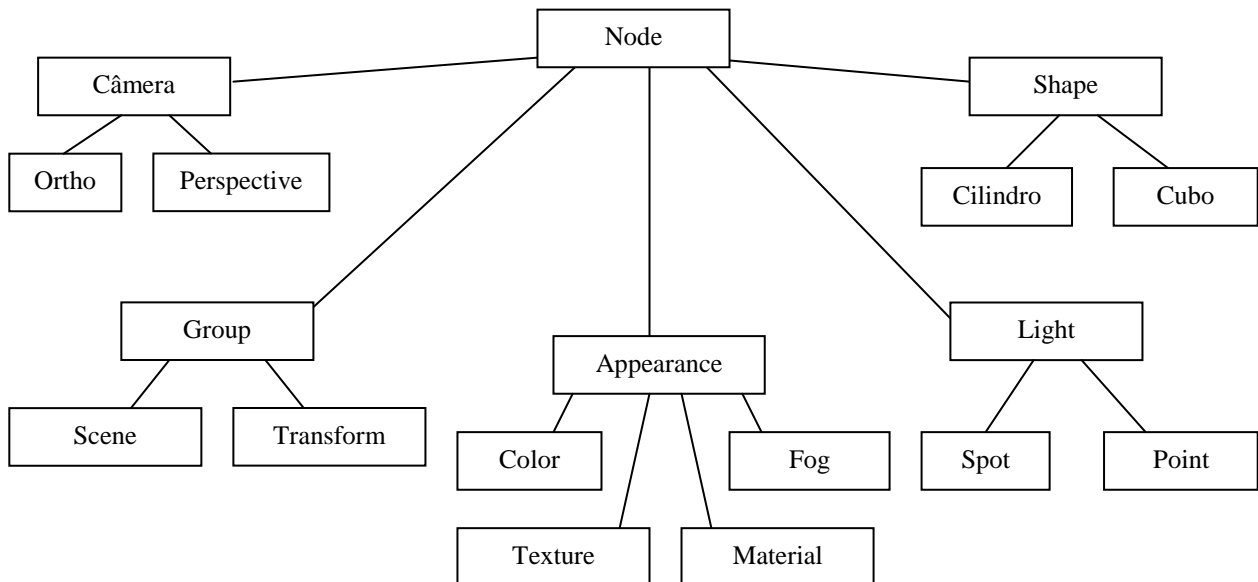 Node
Câmera
Shape
Ortho
Perspective
Cilindro
Cubo
Group
Light
Appearance
Scene
Transform
Color
Fog
Spot
Point
Texture
Material